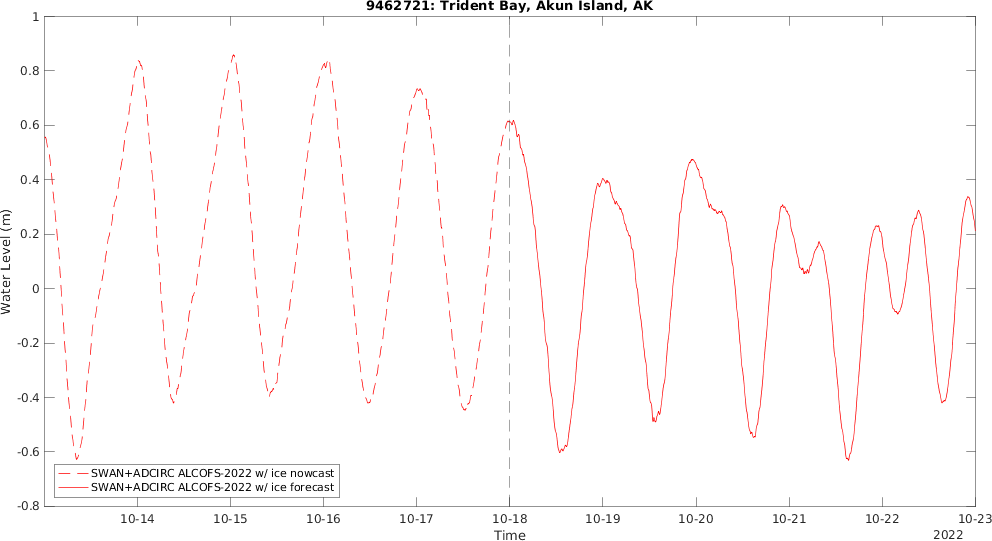 9462721: Trident Bay, Akun Island, AK
1
0.8
0.6
0.4
0.2
0
-0.2
-0.4
-0.6
-0.8
Water Level (m)
SWAN+ADCIRC ALCOFS-2022 w/ ice nowcast
SWAN+ADCIRC ALCOFS-2022 w/ ice forecast
10-14 10-15 10-16 10-17 10-18 10-19 10-20 10-21 10-22 10-23
Time
2022